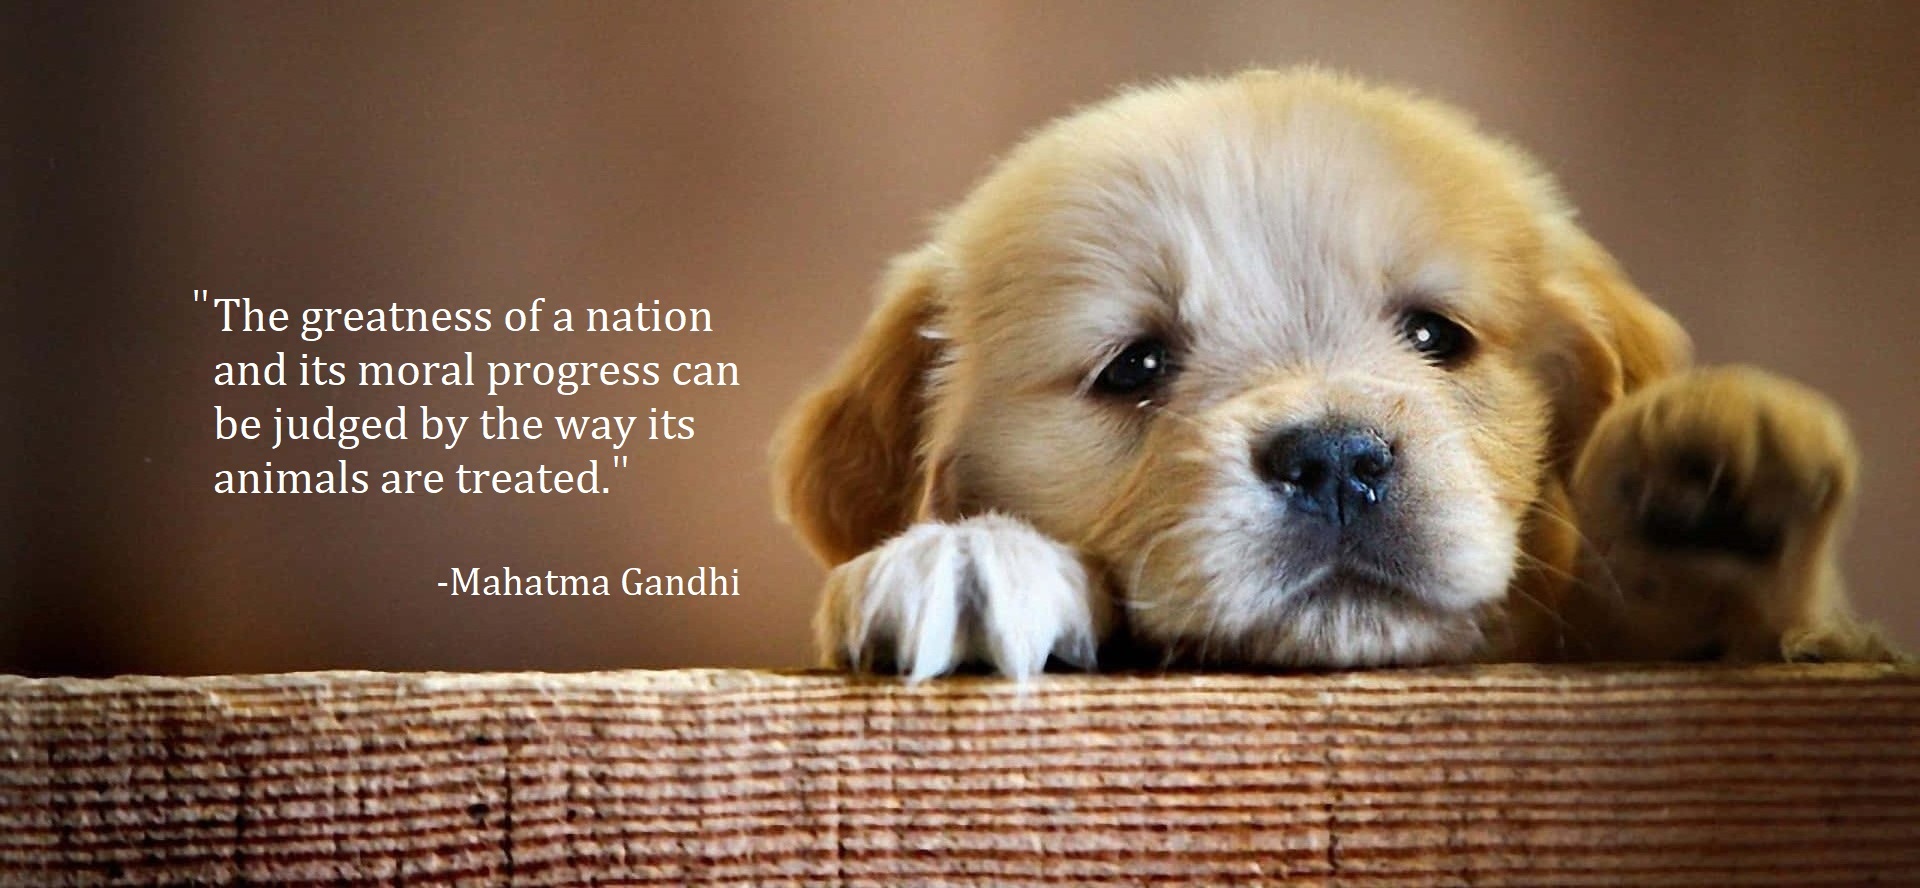 "The greatness of a nation
and its moral progress can
be judged by the way its
animals are treated."
-Mahatma Gandhi